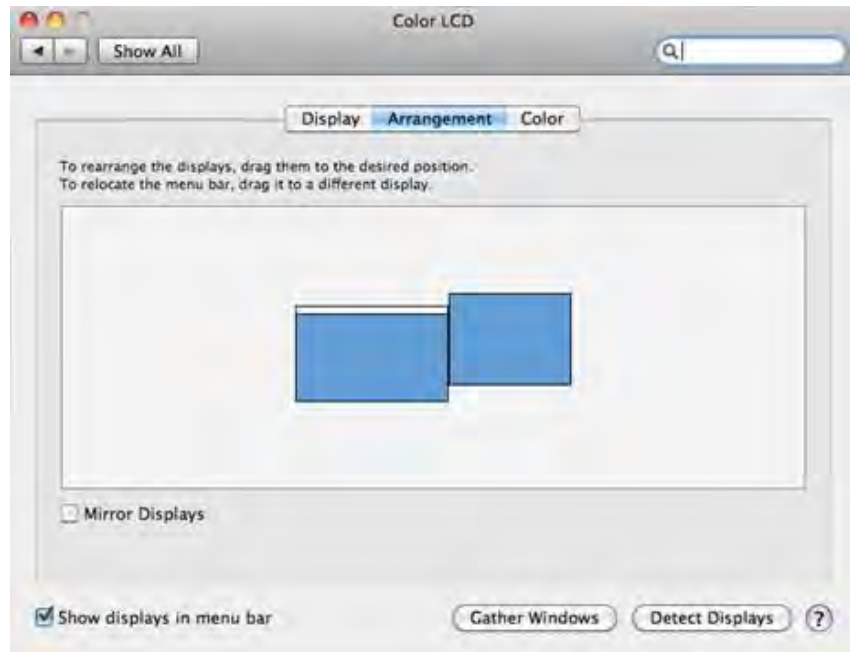 Color LCD
Show All
Display Arrangement Color
To rearrange the displays, drag them to the desired position.
To relocate the menu bar, drag it to a different display.
Mirror Displays
Show displays in menu bar
Gather Windows
Detect Displays
?